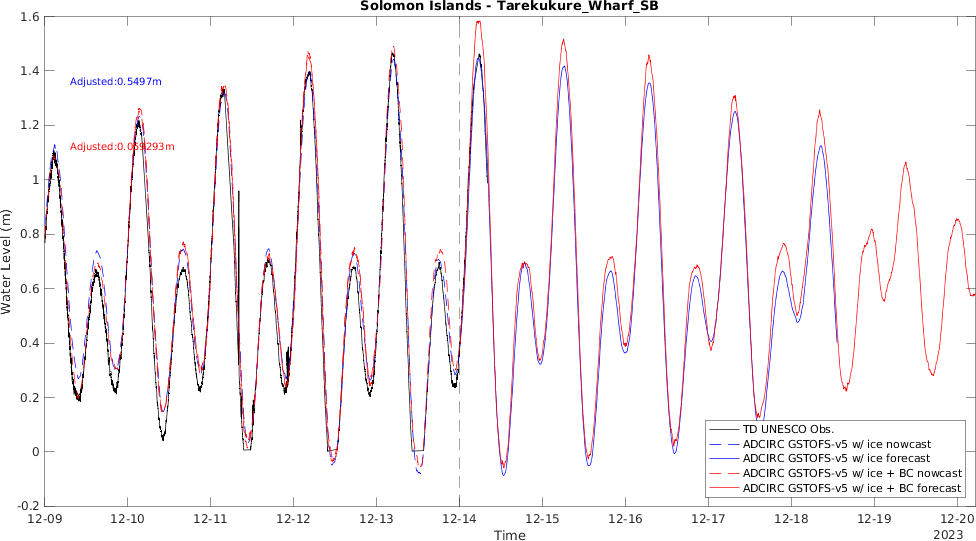 Solomon Islands - Tarekukure_Wharf_SB
1.6
1.4
1.2
1
0.8
0.6
0.4
0.2
0
-0.2
Water Level (m)
Adjusted:0.5497m
Adjusted:0.059293m
TD UNESCO Obs.
ADCIRC GSTOFS-v5 w/ ice nowcast
ADCIRC GSTOFS-v5 w/ ice forecast
ADCIRC GSTOFS-v5 w/ ice + BC nowcast
ADCIRC GSTOFS-v5 w/ ice + BC forecast
12-09 12-10 12-11 12-12 12-13 12-14 12-15 12-16 12-17 12-18 12-19 12-20
2023
Time